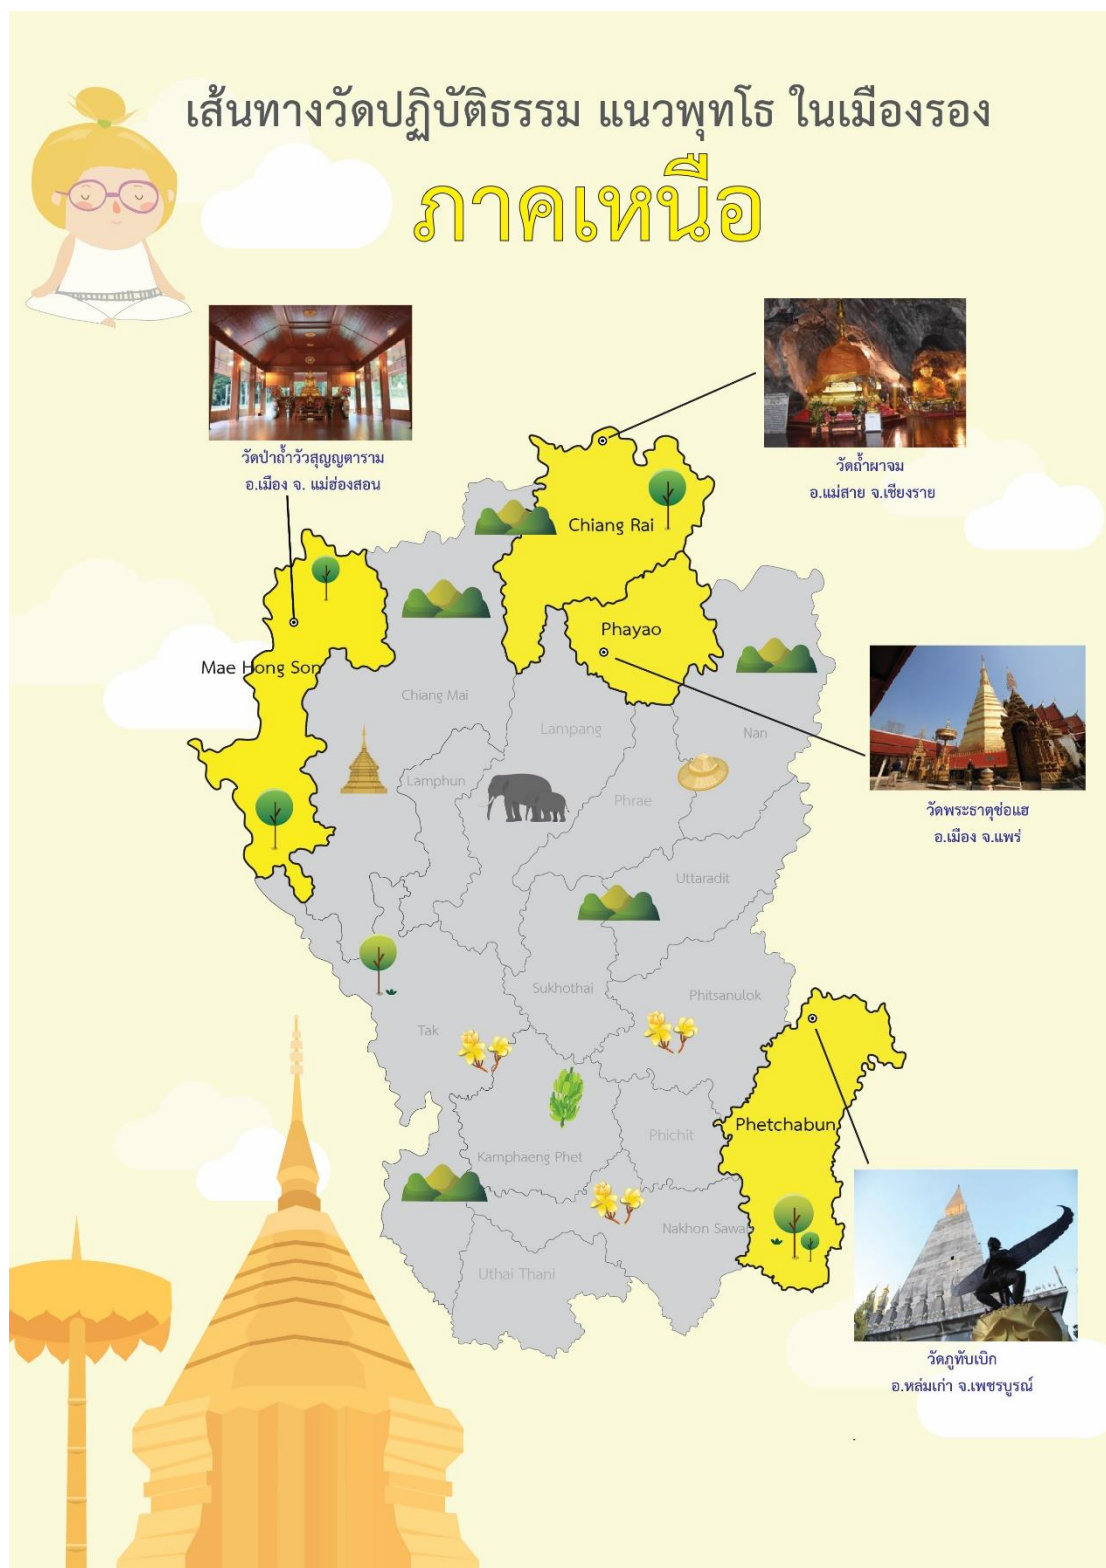 เส้นทางวัดปฏิบัติธรรม แนวพุทโธ ในเมืองรอง
ภาคเหนือ
วัดป่าถ้ำวัวสุญญตาราม
อ.เมือง จ. แม่ฮ่องสอน
วัดถ้ำผาจม
อ.แม่สาย จ.เชียงราย
Chiang Rai
Phayao
Mae Hong Son
Chiang Mai
Lampang
Nan
Lamphun
Phrae
วัดพระธาตุช่อแฮ
อ.เมือง จ.แพร่
Uttaradit
Sukhothai
Phitsanulok
Tak
Phetchabun
Phichit
Kamphaeng Phet
Nakhon Sawan
Uthai Thani
วัดภูทับเบิก
อ.หล่มเก่า จ.เพชรบูรณ์